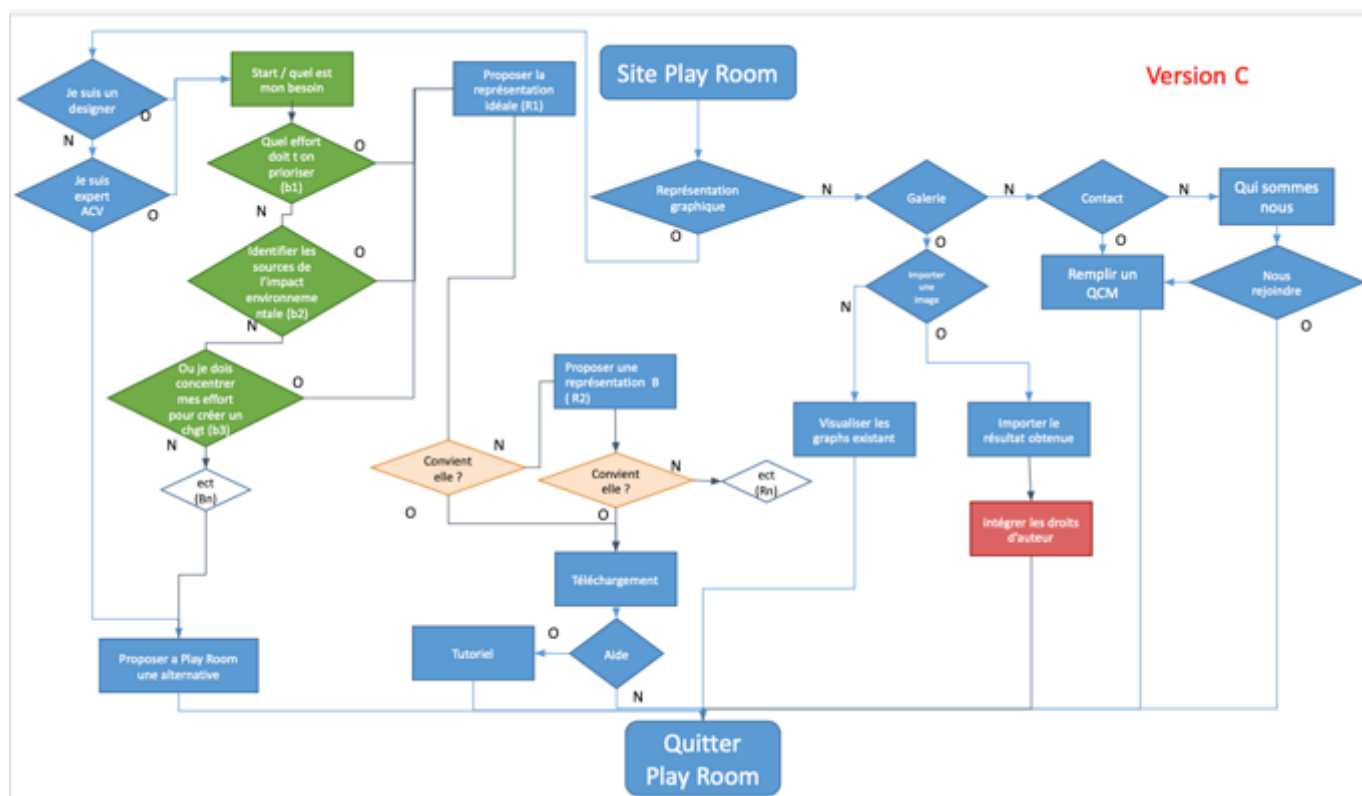 Version C
Site Play Room
Je suis un
designer
O
N
Je suis
expert
ACV
O
Start / quel est
mon besoin
Quel effort
doit t on
prioriser
(b1)
O
N
Identifier les
sources de
l'impact
environneme
ntale (b2)
O
N
Ou je dois
concentrer
mes effort
pour créer un
chgt (b3)
O
N
ect
(Bn)
Proposer a Play Room
une alternative
Proposer la
représentation
idéale (R1)
Convient
elle ?
N
O
Proposer une
représentation B
( R2)
Convient
elle ?
N
O
ect
(Rn)
Téléchargement
Aide
O
N
Tutoriel
Représentation
graphique
N
O
Galerie
N
O
Importer
une
image
N
O
Visualiser les
graphs existant
Importer le
résultat obtenue
intégrer les droits
d'auteur
Contact
N
O
Remplir un
QCM
Qui sommes
nous
Nous
rejoindre
O
Quitter
Play Room